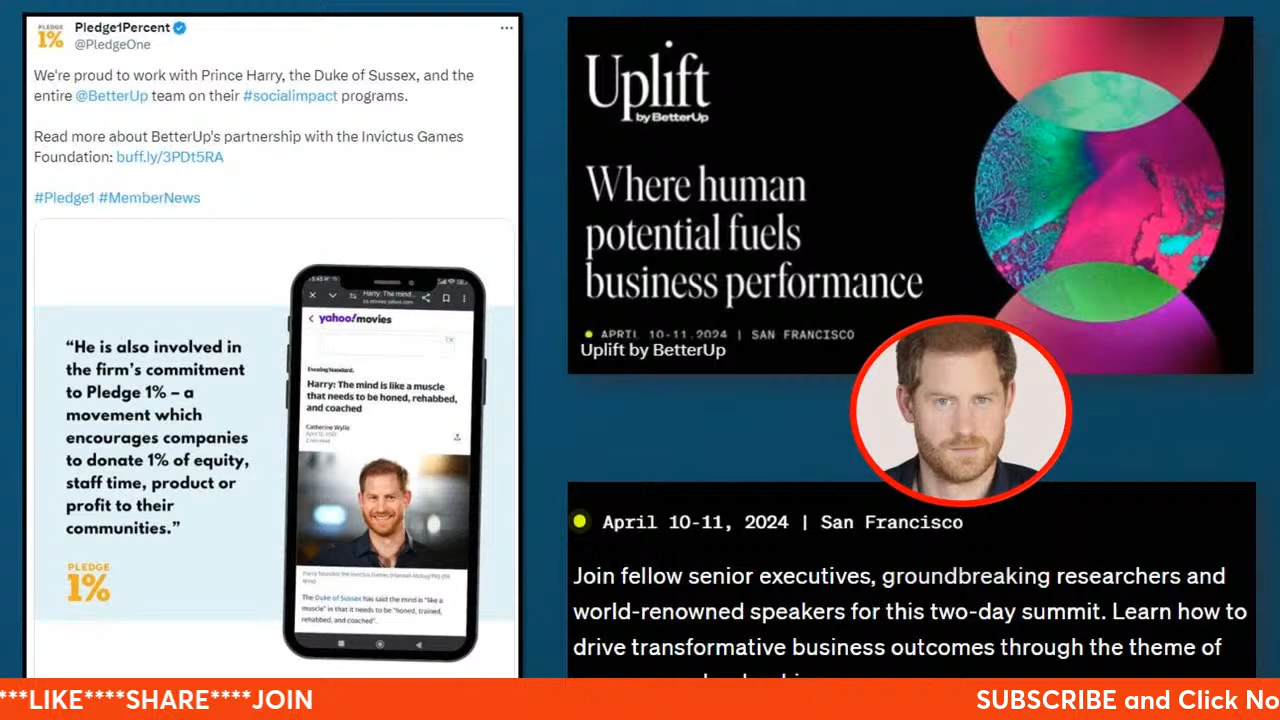 PLEDGE
1%
Pledge1Percent
@PledgeOne
We're proud to work with Prince Harry, the Duke of Sussex, and the
entire @BetterUp team on their #socialimpact programs.
Read more about BetterUp's partnership with the Invictus Games
Foundation: buff.ly/3PDt5RA
#Pledge1 #MemberNews
“He is also involved in
the firm's commitment
to Pledge 1% – a
movement which
encourages companies
to donate 1% of equity,
staff time, product or
profit to their
communities.”
PLEDGE
1%
Harry: The mind...
yahoo!movies
Evening Standard.
Harry: The mind is like a muscle
that needs to be honed, rehabbed,
and coached
Catherine Wylie
The Duke of Sussex has said the mind is “like a
muscle” in that it needs to be “honed, trained,
rehabbed, and coached”.
Uplift
by BetterUp
Where human
potential fuels
business performance
APRIL 10-11, 2024 | SAN FRANCISCO
Uplift by BetterUp
April 10-11, 2024 | San Francisco
Join fellow senior executives, groundbreaking researchers and
world-renowned speakers for this two-day summit. Learn how to
drive transformative business outcomes through the theme of
***LIKE****SHARE****JOIN
SUBSCRIBE and Click No